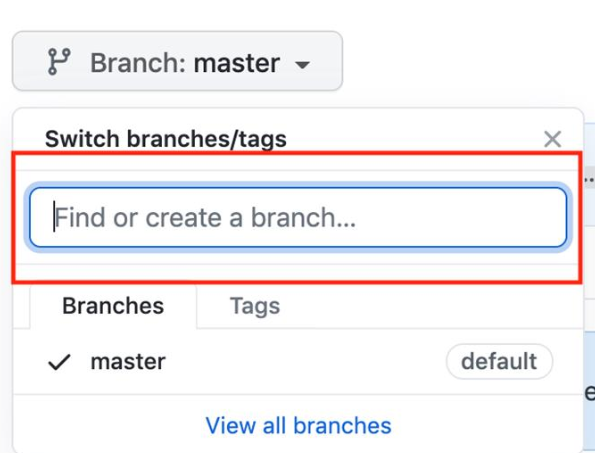 Branch: master
Switch branches/tags
Find or create a branch...
Branches Tags
master default
View all branches